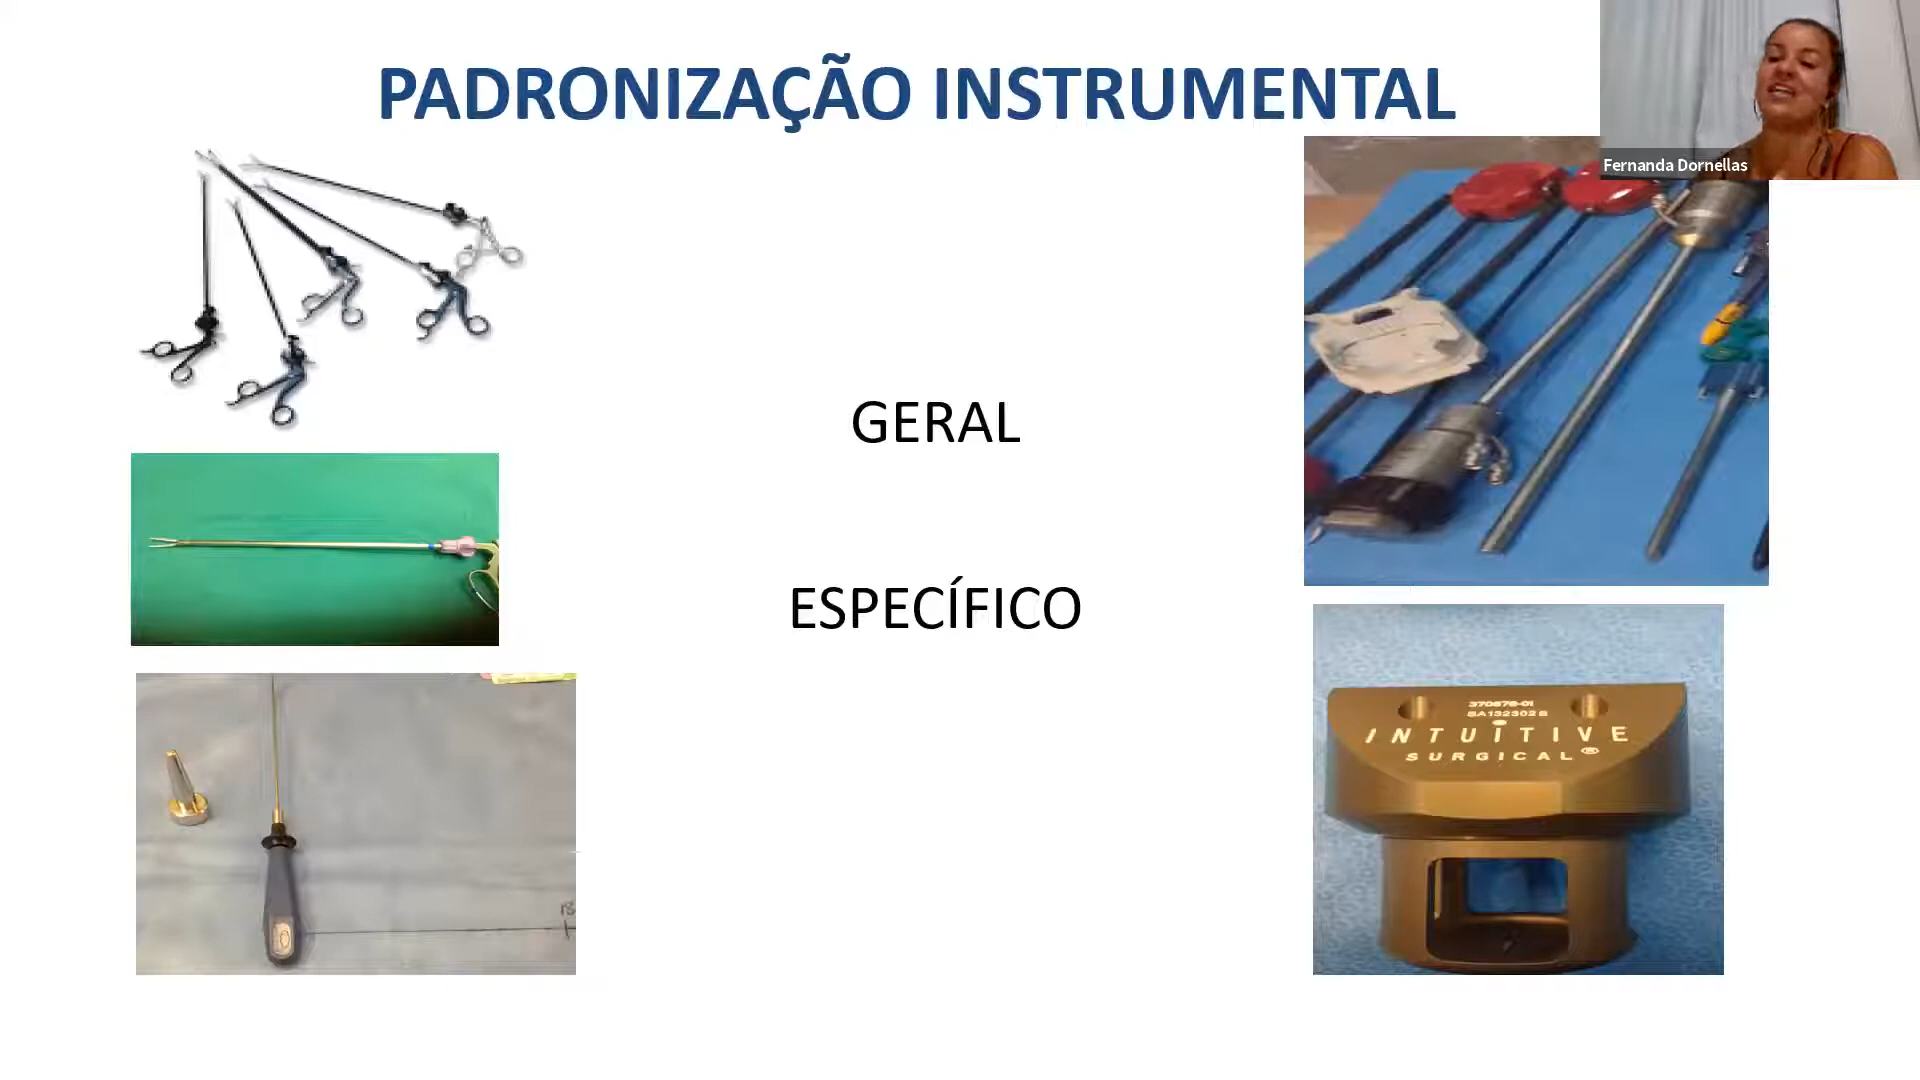 PADRONIZAÇÃO INSTRUMENTAL
Fernanda Dornellas
GERAL
ESPECÍFICO
INTUITIVE
SURGICAL®